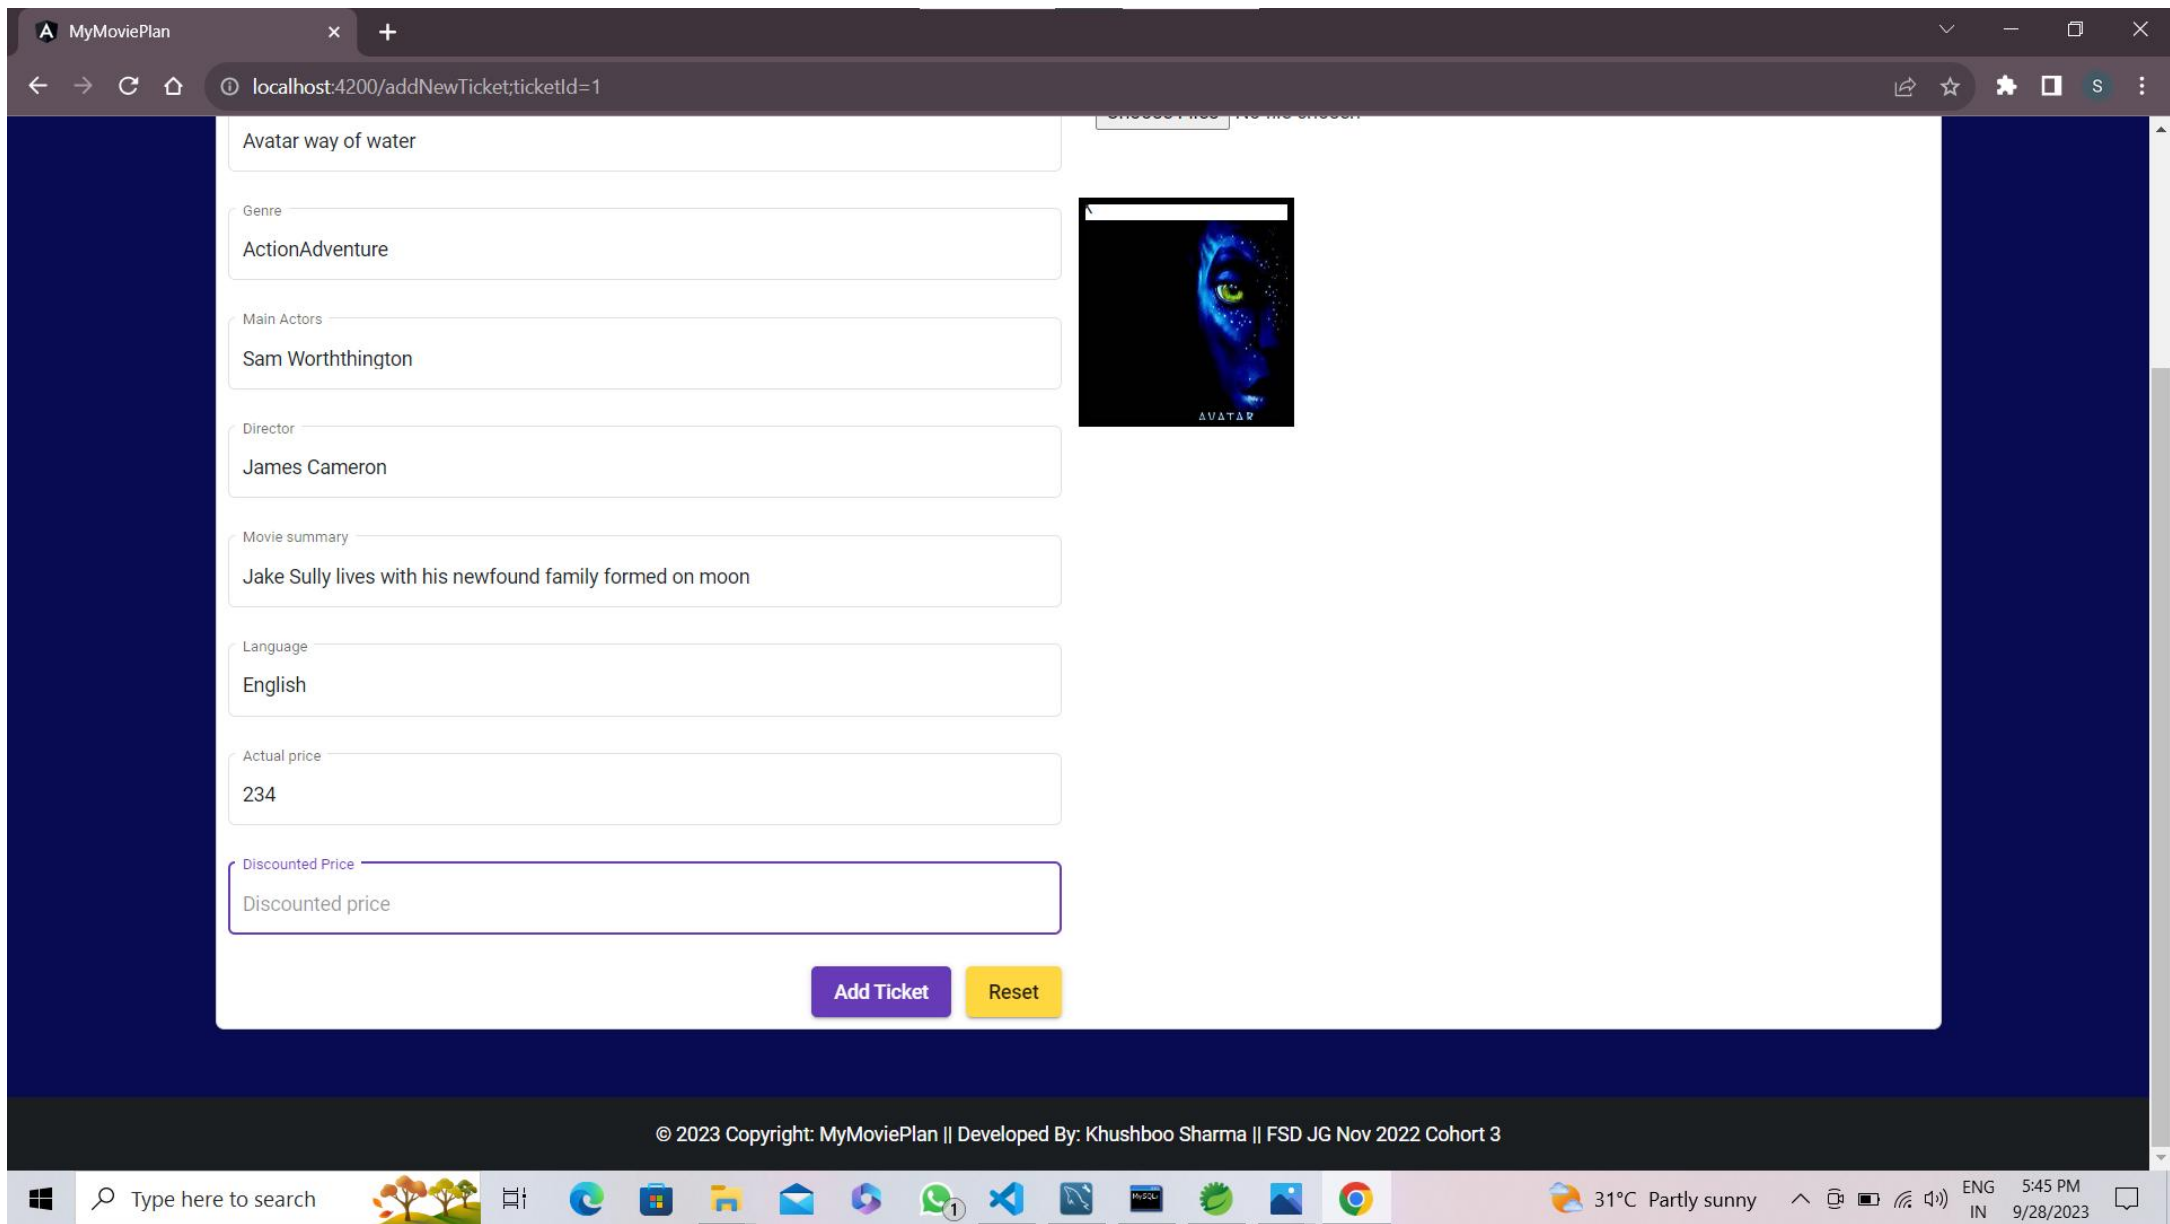 MyMoviePlan
localhost:4200/addNewTicket;ticketId=1
S
Avatar way of water
Genre
ActionAdventure
AVATAR
Main Actors
Sam Worththington
Director
James Cameron
Movie summary
Jake Sully lives with his newfound family formed on moon
Language
English
Actual price
234
Discounted Price
Discounted price
Add Ticket
Reset
© 2023 Copyright: MyMoviePlan || Developed By: Khushboo Sharma || FSD JG Nov 2022 Cohort 3
Type here to search
1
31°C Partly sunny
ENG
IN
5:45 PM
9/28/2023